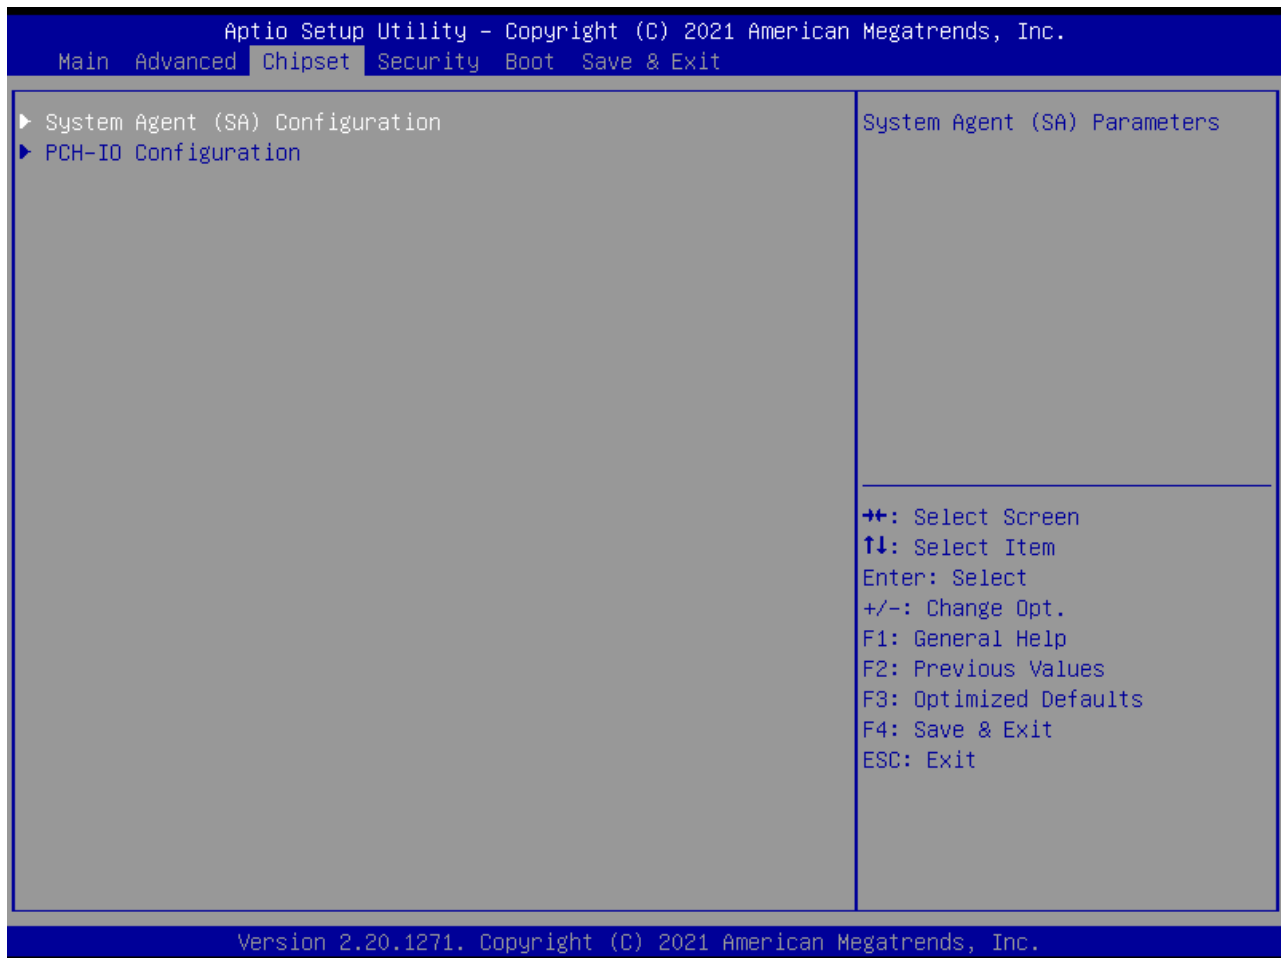 Aptio Setup Utility – Copyright (C) 2021 American Megatrends, Inc.
Main Advanced Chipset Security Boot Save & Exit
▶ System Agent (SA) Configuration
▶ PCH-IO Configuration
System Agent (SA) Parameters
→←: Select Screen
↑↓: Select Item
Enter: Select
+/-: Change Opt.
F1: General Help
F2: Previous Values
F3: Optimized Defaults
F4: Save & Exit
ESC: Exit
Version 2.20.1271. Copyright (C) 2021 American Megatrends, Inc.